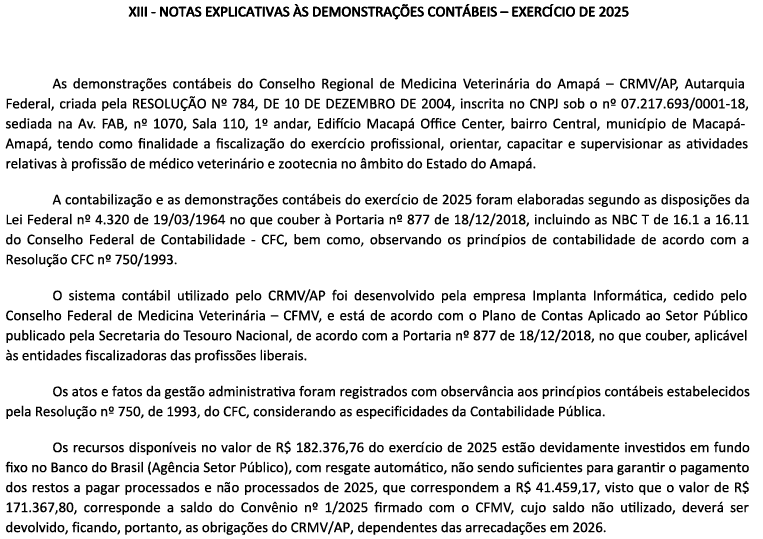 XIII - NOTAS EXPLICATIVAS ÀS DEMONSTRAÇÕES CONTÁBEIS – EXERCÍCIO DE 2025
As demonstrações contábeis do Conselho Regional de Medicina Veterinária do Amapá – CRMV/AP, Autarquia
Federal, criada pela RESOLUÇÃO Nº 784, DE 10 DE DEZEMBRO DE 2004, inscrita no CNPJ sob o nº 07.217.693/0001-18,
sediada na Av. FAB, nº 1070, Sala 110, 1º andar, Edifício Macapá Office Center, bairro Central, município de Macapá-
Amapá, tendo como finalidade a fiscalização do exercício profissional, orientar, capacitar e supervisionar as atividades
relativas à profissão de médico veterinário e zootecnia no âmbito do Estado do Amapá.
A contabilização e as demonstrações contábeis do exercício de 2025 foram elaboradas segundo as disposições da
Lei Federal nº 4.320 de 19/03/1964 no que couber à Portaria nº 877 de 18/12/2018, incluindo as NBC T de 16.1 a 16.11
do Conselho Federal de Contabilidade - CFC, bem como, observando os princípios de contabilidade de acordo com a
Resolução CFC nº 750/1993.
O sistema contábil utilizado pelo CRMV/AP foi desenvolvido pela empresa Implanta Informática, cedido pelo
Conselho Federal de Medicina Veterinária – CFMV, e está de acordo com o Plano de Contas Aplicado ao Setor Público
publicado pela Secretaria do Tesouro Nacional, de acordo com a Portaria nº 877 de 18/12/2018, no que couber, aplicável
às entidades fiscalizadoras das profissões liberais.
Os atos e fatos da gestão administrativa foram registrados com observância aos princípios contábeis estabelecidos
pela Resolução nº 750, de 1993, do CFC, considerando as especificidades da Contabilidade Pública.
Os recursos disponíveis no valor de R$ 182.376,76 do exercício de 2025 estão devidamente investidos em fundo
fixo no Banco do Brasil (Agência Setor Público), com resgate automático, não sendo suficientes para garantir o pagamento
dos restos a pagar processados e não processados de 2025, que correspondem a R$ 41.459,17, visto que o valor de R$
171.367,80, corresponde a saldo do Convênio nº 1/2025 firmado com o CFMV, cujo saldo não utilizado, deverá ser
devolvido, ficando, portanto, as obrigações do CRMV/AP, dependentes das arrecadações em 2026.